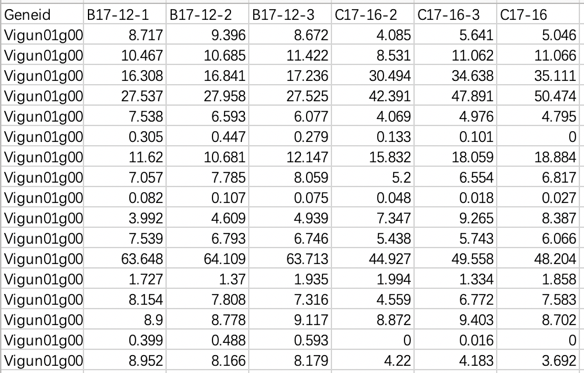 Geneid B17-12-1 B17-12-2 B17-12-3 C17-16-2 C17-16-3 C17-16
Vigun01g00 8.717 9.396 8.672 4.085 5.641 5.046
Vigun01g00 10.467 10.685 11.422 8.531 11.062 11.066
Vigun01g00 16.308 16.841 17.236 30.494 34.638 35.111
Vigun01g00 27.537 27.958 27.525 42.391 47.891 50.474
Vigun01g00 7.538 6.593 6.077 4.069 4.976 4.795
Vigun01g00 0.305 0.447 0.279 0.133 0.101 0
Vigun01g00 11.62 10.681 12.147 15.832 18.059 18.884
Vigun01g00 7.057 7.785 8.059 5.2 6.554 6.817
Vigun01g00 0.082 0.107 0.075 0.048 0.018 0.027
Vigun01g00 3.992 4.609 4.939 7.347 9.265 8.387
Vigun01g00 7.539 6.793 6.746 5.438 5.743 6.066
Vigun01g00 63.648 64.109 63.713 44.927 49.558 48.204
Vigun01g00 1.727 1.37 1.935 1.994 1.334 1.858
Vigun01g00 8.154 7.808 7.316 4.559 6.772 7.583
Vigun01g00 8.9 8.778 9.117 8.872 9.403 8.702
Vigun01g00 0.399 0.488 0.593 0 0.016 0
Vigun01g00 8.952 8.166 8.179 4.22 4.183 3.692